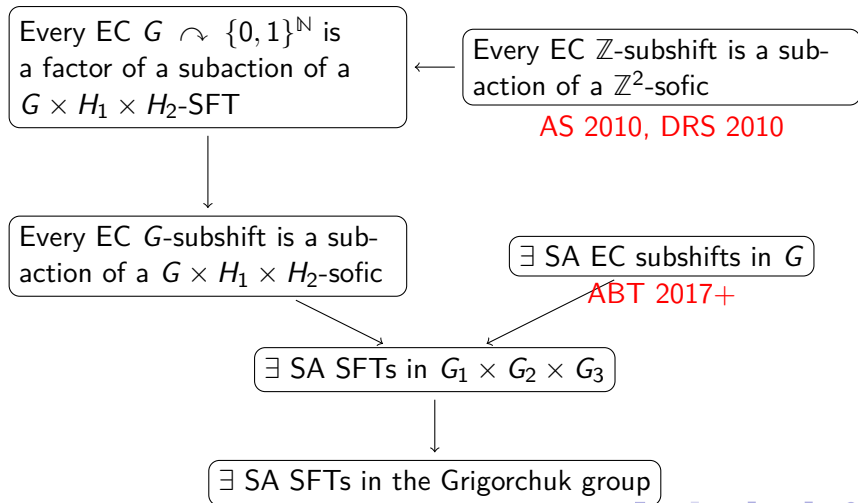 Every EC G ↷ {0, 1}^ℕ is
a factor of a subaction of a
G × H₁ × H₂-SFT
Every EC ℤ-subshift is a sub-
action of a ℤ²-sofic
AS 2010, DRS 2010
Every EC G-subshift is a sub-
action of a G × H₁ × H₂-sofic
∃ SA EC subshifts in G
ABT 2017+
∃ SA SFTs in G₁ × G₂ × G₃
∃ SA SFTs in the Grigorchuk group